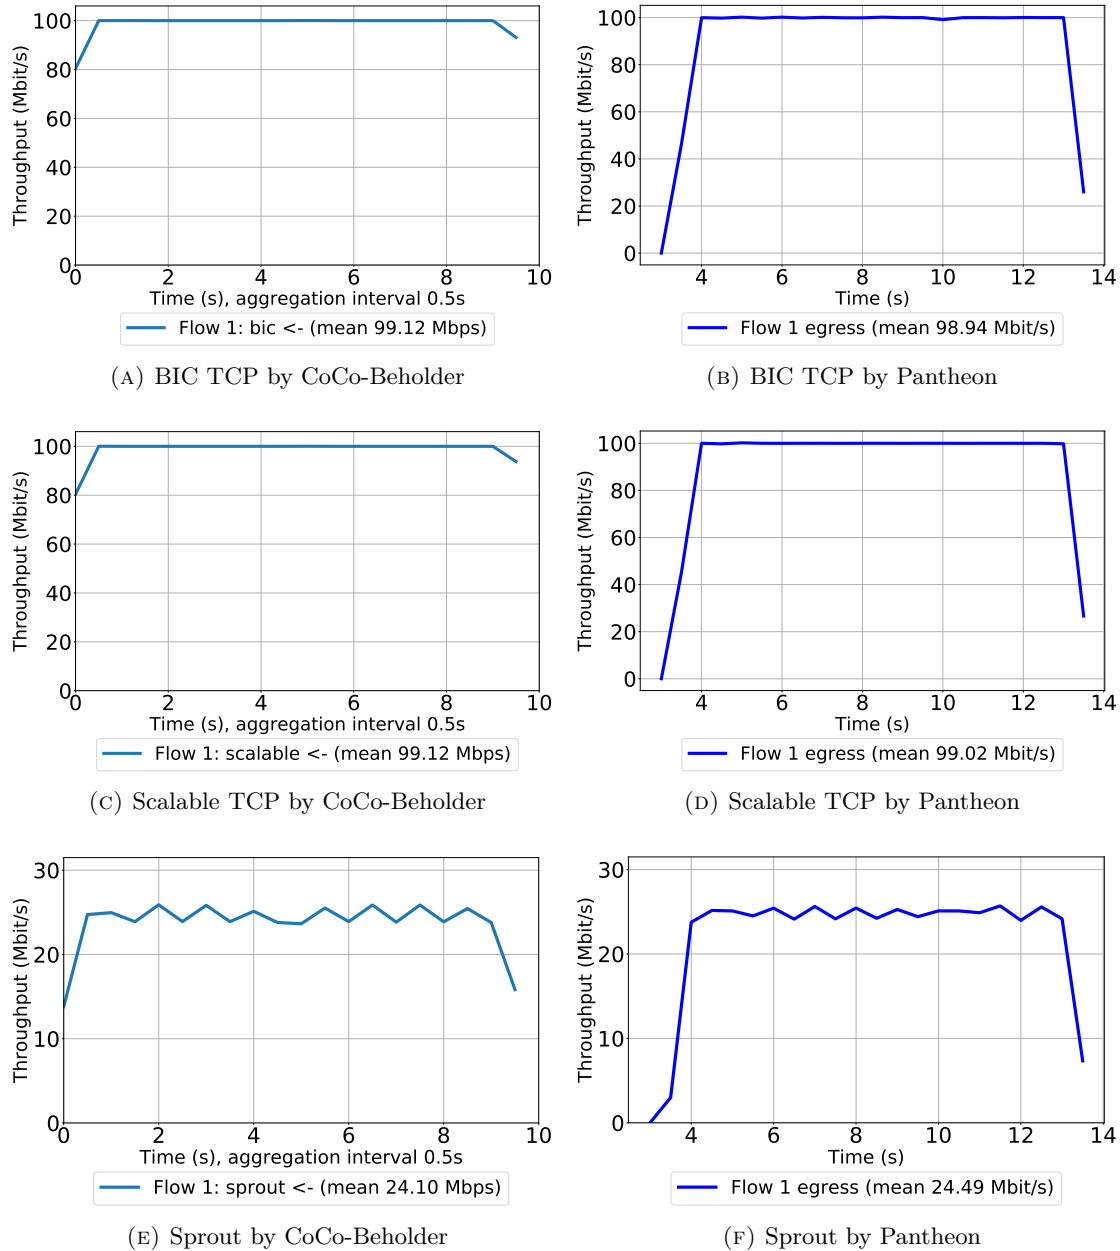 Throughput (Mbit/s)
100
80
60
40
20
0
0 2 4 6 8 10
Time (s), aggregation interval 0.5s
Flow 1: bic <- (mean 99.12 Mbps)
(A) BIC TCP by CoCo-Beholder
Throughput (Mbit/s)
100
80
60
40
20
0
4 6 8 10 12 14
Time (s)
Flow 1 egress (mean 98.94 Mbit/s)
(B) BIC TCP by Pantheon
Throughput (Mbit/s)
100
80
60
40
20
0
0 2 4 6 8 10
Time (s), aggregation interval 0.5s
Flow 1: scalable <- (mean 99.12 Mbps)
(C) Scalable TCP by CoCo-Beholder
Throughput (Mbit/s)
100
80
60
40
20
0
4 6 8 10 12 14
Time (s)
Flow 1 egress (mean 99.02 Mbit/s)
(D) Scalable TCP by Pantheon
Throughput (Mbit/s)
30
20
10
0
0 2 4 6 8 10
Time (s), aggregation interval 0.5s
Flow 1: sprout <- (mean 24.10 Mbps)
(E) Sprout by CoCo-Beholder
Throughput (Mbit/s)
30
20
10
0
4 6 8 10 12 14
Time (s)
Flow 1 egress (mean 24.49 Mbit/s)
(F) Sprout by Pantheon